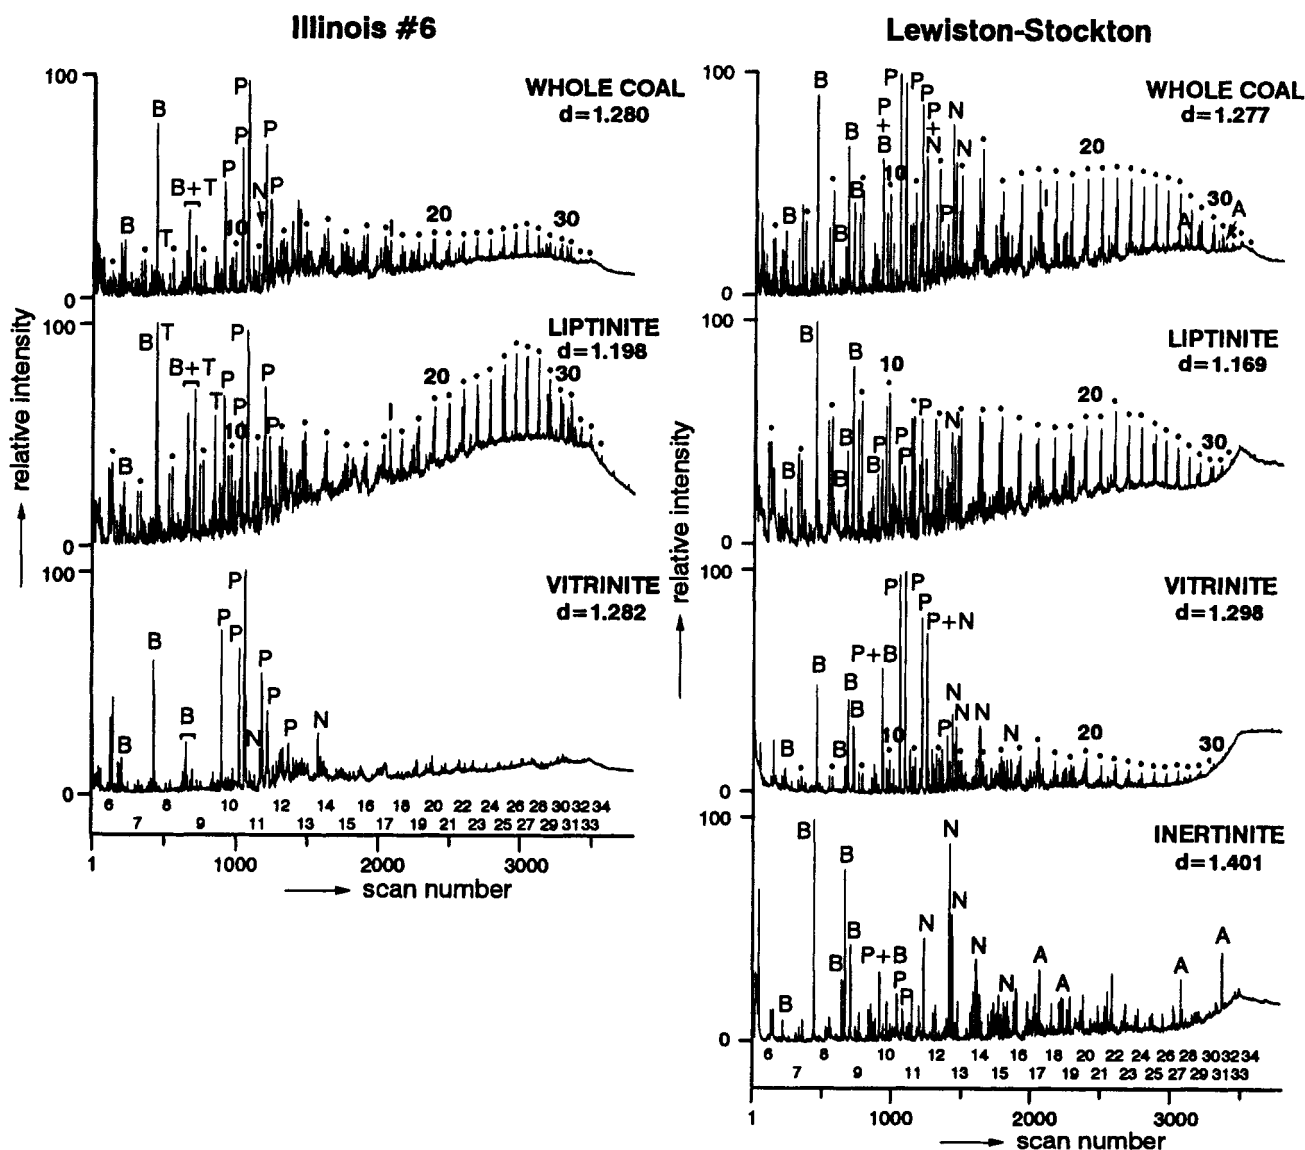 Illinois #6
WHOLE COAL
d=1.280
100
0
B
B
T
B+T
P
P
P
N
P
P
10
I
20
30
LIPTINITE
d=1.198
100
0
B
B
T
B+T
T
P
P
P
P
P
10
I
20
30
VITRINITE
d=1.282
100
0
B
B
B
P
P
P
N
P
P
P
N
6 8 10 12 14 16 18 20 22 24 26 28 30 32 34
7 9 11 13 15 17 19 21 23 25 27 29 31 33
1 1000 2000 3000
scan number
relative intensity
Lewiston-Stockton
WHOLE COAL
d=1.277
100
0
B
B
B
B
B
P
+
B
10
P
P
P
P
+
N
P
N
N
I
20
A
30
A
A
LIPTINITE
d=1.169
100
0
B
B
B
B
B
B
P
10
P
P
P
N
20
30
VITRINITE
d=1.298
100
0
B
B
B
B
B
P+B
10
P
P
P
P+N
P
N
N
N
N
20
30
INERTINITE
d=1.401
100
0
B
B
B
B
B
P+B
P
P
N
N
N
N
N
A
A
A
A
6 8 10 12 14 16 18 20 22 24 26 28 30 32 34
7 9 11 13 15 17 19 21 23 25 27 29 31 33
1 1000 2000 3000
scan number
relative intensity